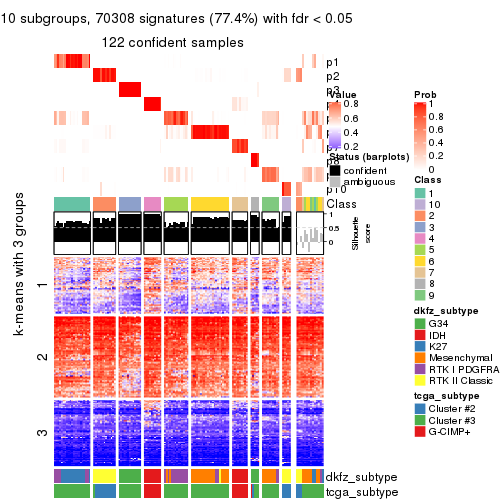 10 subgroups, 70308 signatures (77.4%) with fdr < 0.05
122 confident samples
p1
p2
p3
p4
p10
Class
1
0.5
0
Silhouette
score
k-means with 3 groups
1
2
3
dkfz_subtype
tcga_subtype
Value
0.8
0.6
0.4
0.2
Status (barplots)
confident
ambiguous
Prob
1
0.8
0.6
0.4
0.2
0
Class
1
10
2
3
4
5
6
7
8
9
dkfz_subtype
G34
IDH
K27
Mesenchymal
RTK I PDGFRA
RTK II Classic
tcga_subtype
Cluster #2
Cluster #3
G-CIMP+